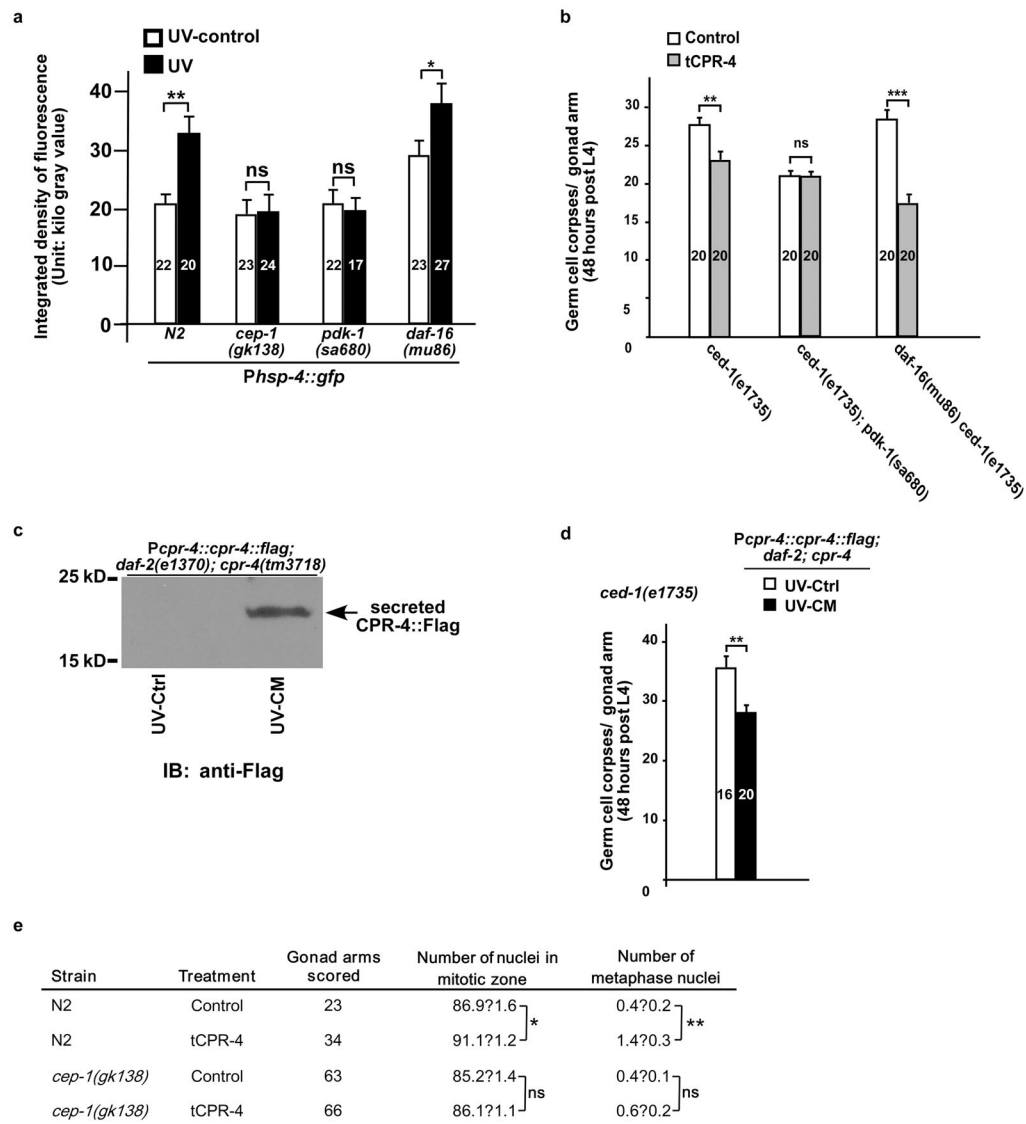 a
UV-control
UV
Integrated density of fluorescence
(Unit: kilo gray value)
40
30
20
10
0
**
ns
ns
*
22
20
23
24
22
17
23
27
N2
cep-1
(gk138)
pdk-1
(sa680)
daf-16
(mu86)
Phsp-4::gfp
b
Control
tCPR-4
Germ cell corpses/ gonad arm
(48 hours post L4)
30
25
20
15
10
5
0
**
ns
***
20
20
20
20
20
20
ced-1(e1735)
ced-1(e1735); pdk-1(sa680)
daf-16(mu86) ced-1(e1735)
c
Pcpr-4::cpr-4::flag;
daf-2(e1370); cpr-4(tm3718)
25 kD
15 kD
secreted
CPR-4::Flag
UV-Ctrl
UV-CM
IB: anti-Flag
d
Pcpr-4::cpr-4::flag;
daf-2; cpr-4
ced-1(e1735)
UV-Ctrl
UV-CM
Germ cell corpses/ gonad arm
(48 hours post L4)
40
30
20
10
0
**
16
20
e
Strain Treatment Gonad arms scored Number of nuclei in mitotic zone Number of metaphase nuclei
N2 Control 23 86.9?1.6 0.4?0.2
* **
N2 tCPR-4 34 91.1?1.2 1.4?0.3
cep-1(gk138) Control 63 85.2?1.4 0.4?0.1
ns ns
cep-1(gk138) tCPR-4 66 86.1?1.1 0.6?0.2